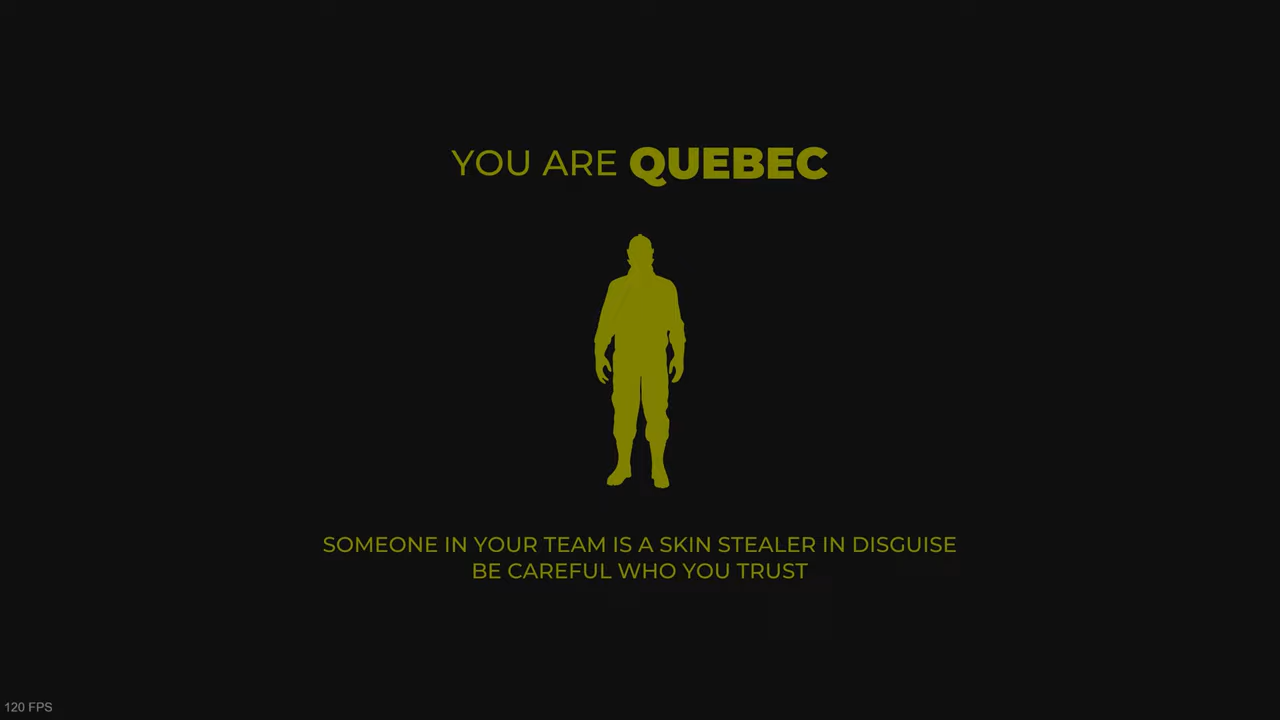 YOU ARE QUEBEC
SOMEONE IN YOUR TEAM IS A SKIN STEALER IN DISGUISE
BE CAREFUL WHO YOU TRUST
120 FPS